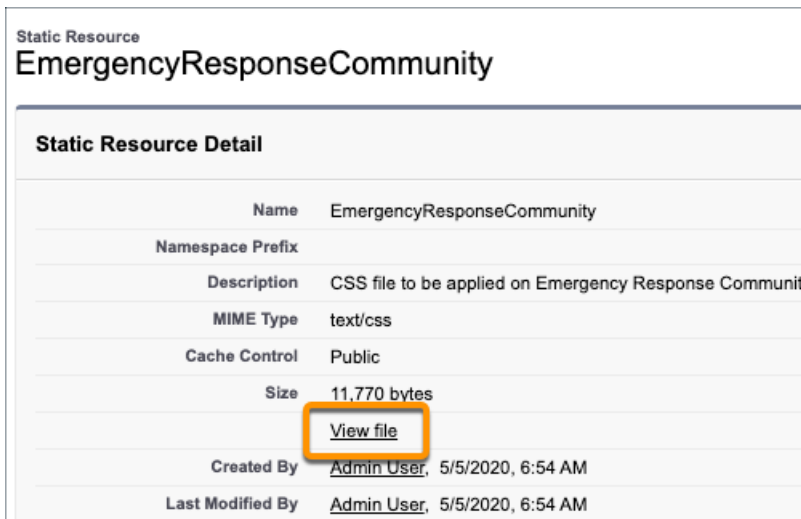 Static Resource
EmergencyResponseCommunity
Static Resource Detail
Name EmergencyResponseCommunity
Namespace Prefix
Description CSS file to be applied on Emergency Response Communit
MIME Type text/css
Cache Control Public
Size 11,770 bytes
View file
Created By Admin User, 5/5/2020, 6:54 AM
Last Modified By Admin User, 5/5/2020, 6:54 AM